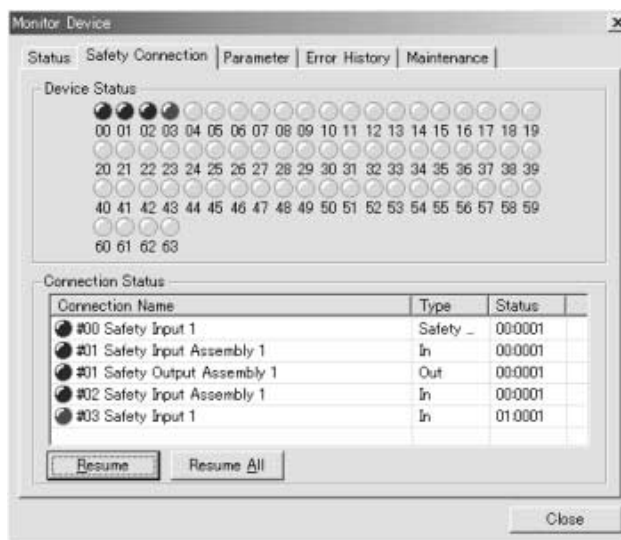 Monitor Device
Status Safety Connection Parameter Error History Maintenance
Device Status
00 01 02 03 04 05 06 07 08 09 10 11 12 13 14 15 16 17 18 19
20 21 22 23 24 25 26 27 28 29 30 31 32 33 34 35 36 37 38 39
40 41 42 43 44 45 46 47 48 49 50 51 52 53 54 55 56 57 58 59
60 61 62 63
Connection Status
Connection Name Type Status
#00 Safety Input 1 Safety ... 00:0001
#01 Safety Input Assembly 1 In 00:0001
#01 Safety Output Assembly 1 Out 00:0001
#02 Safety Input Assembly 1 In 00:0001
#03 Safety Input 1 In 01:0001
Resume Resume All
Close